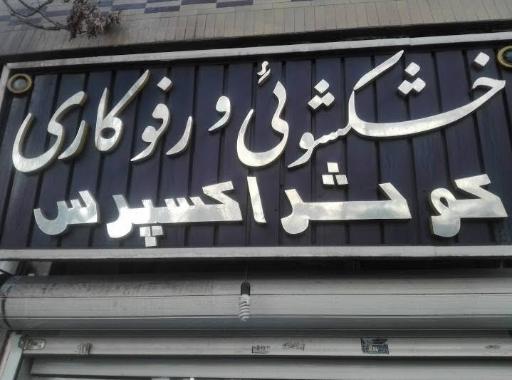 خشکشوئی و رفوکاری
کوثر اکسپرس